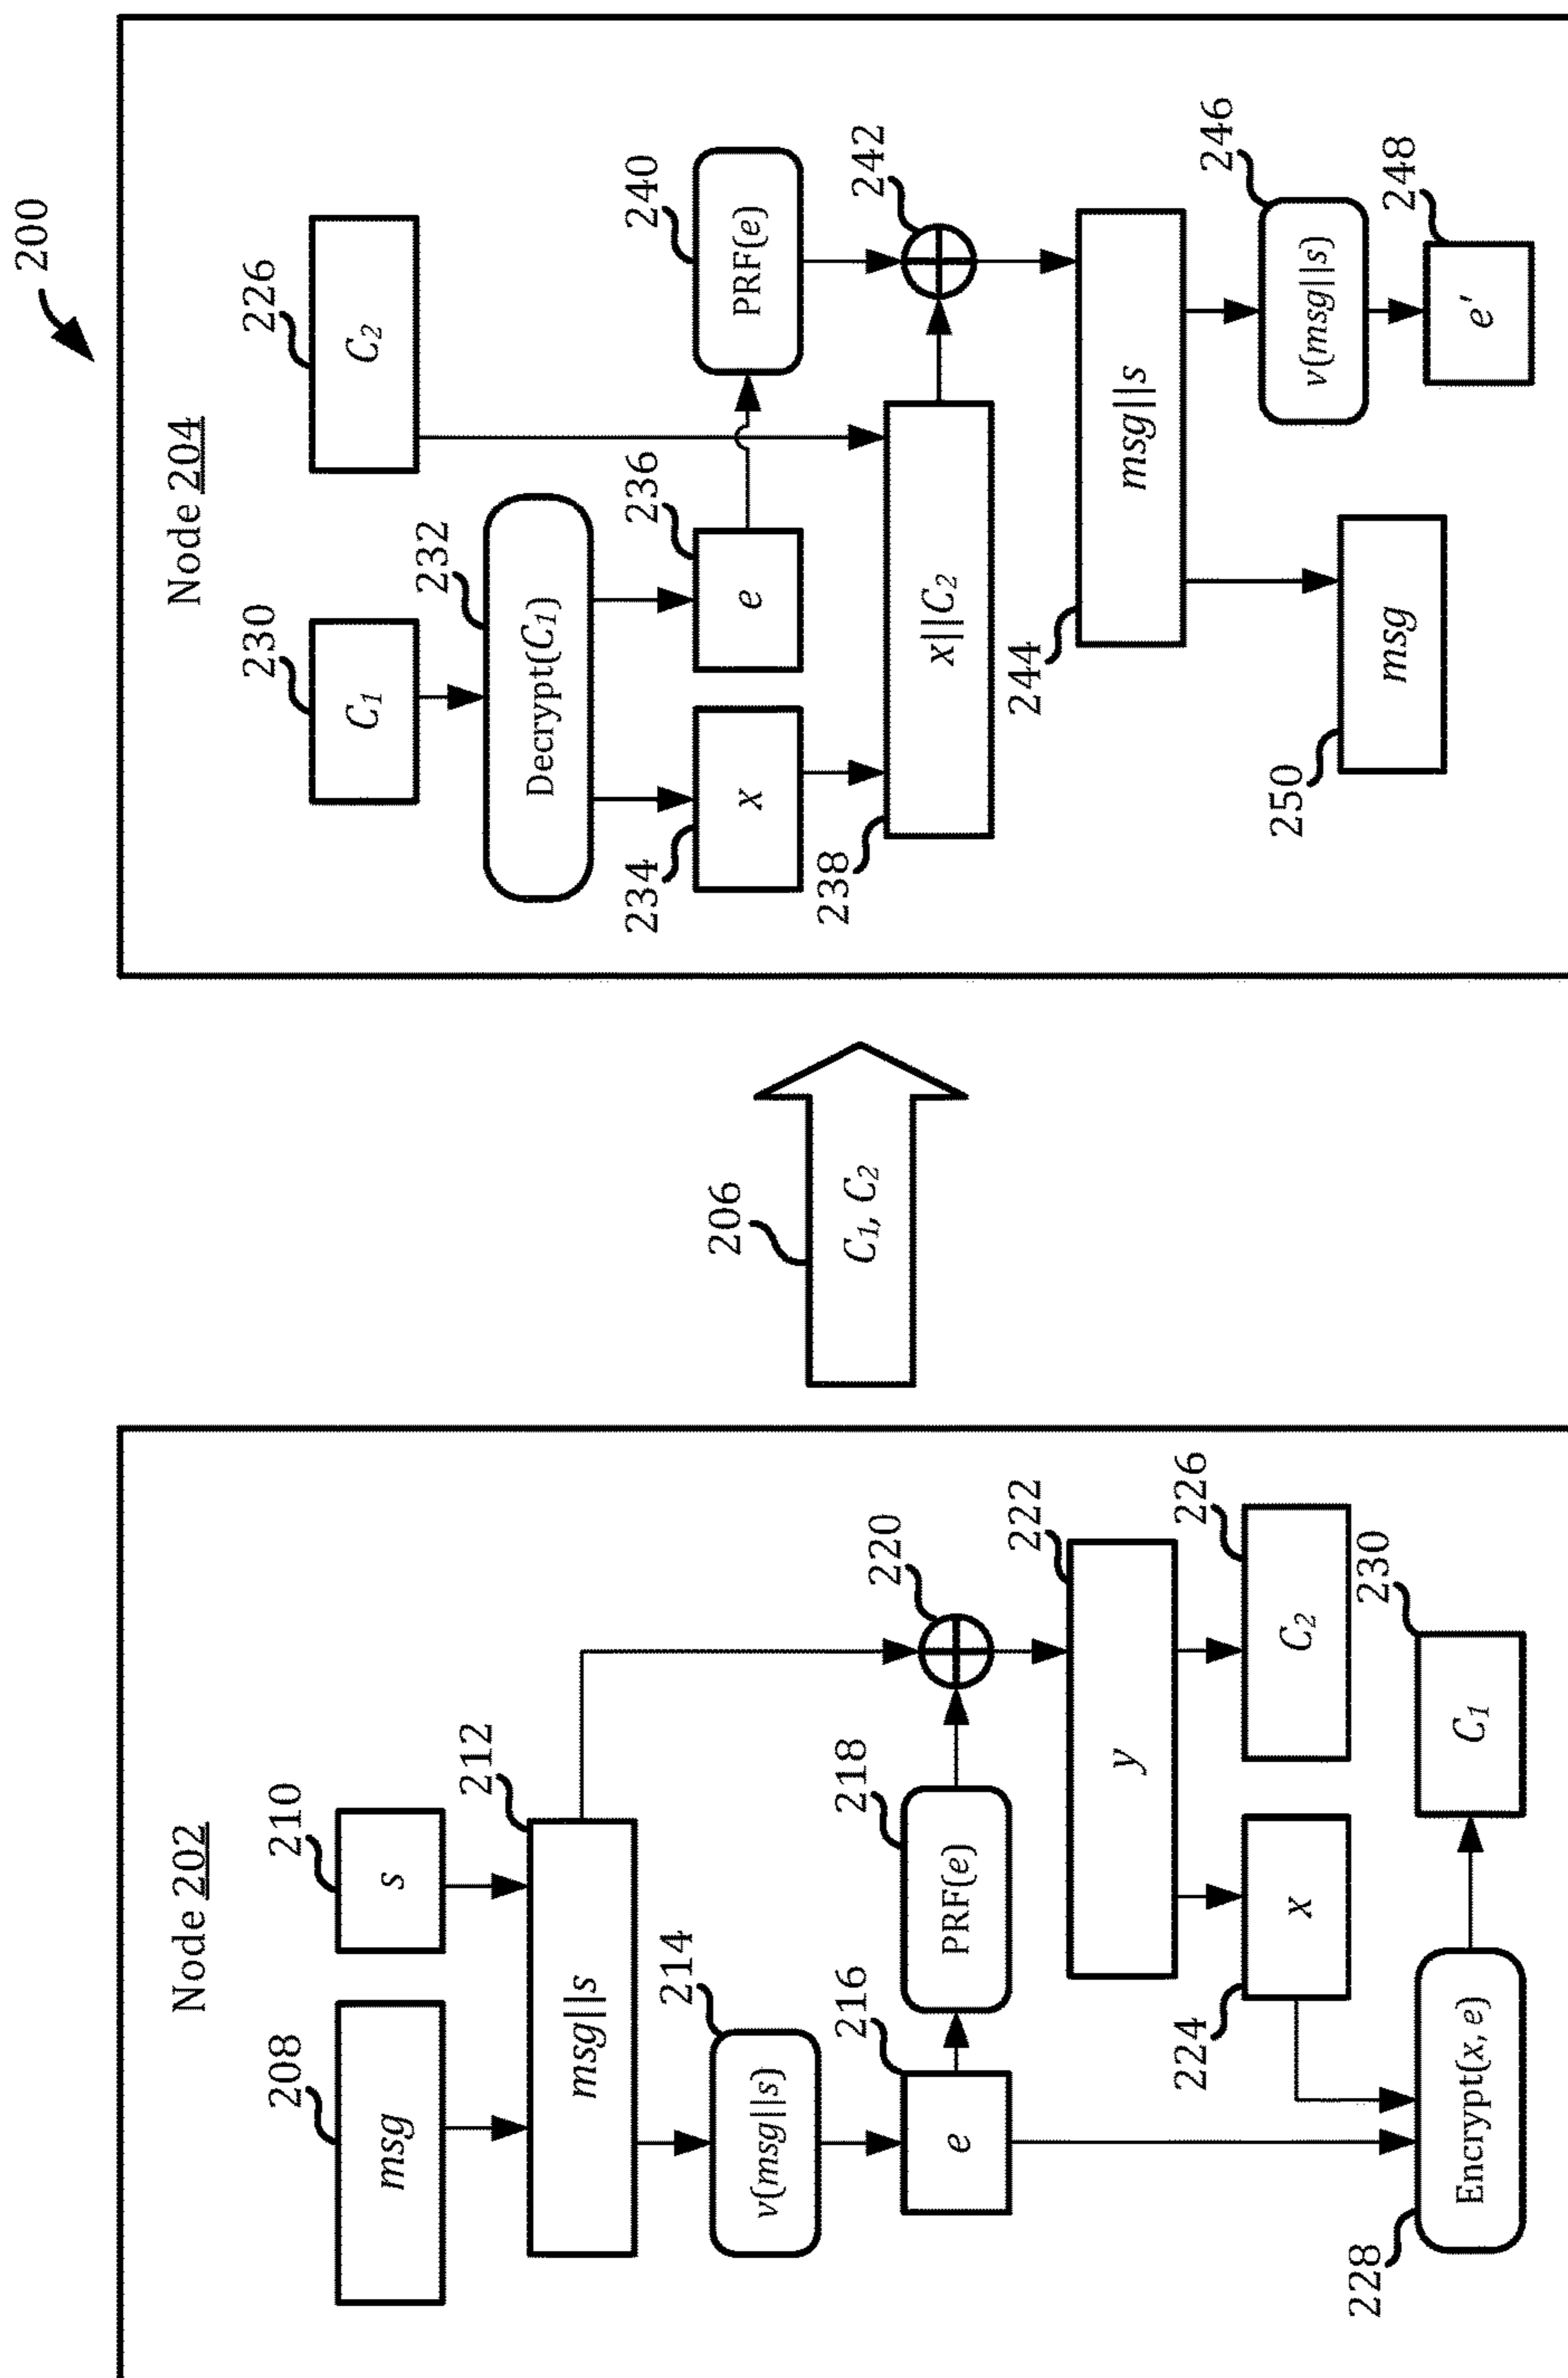 200
Node 202
208
msg
210
s
212
msg||s
214
v(msg||s)
216
e
218
PRF(e)
220
222
y
224
x
226
C₂
228
Encrypt(x, e)
230
C₁
206
C₁, C₂
Node 204
230
C₁
226
C₂
232
Decrypt(C₁)
234
x
236
e
240
PRF(e)
238
x||C₂
242
244
msg||s
246
v(msg||s)
248
e'
250
msg